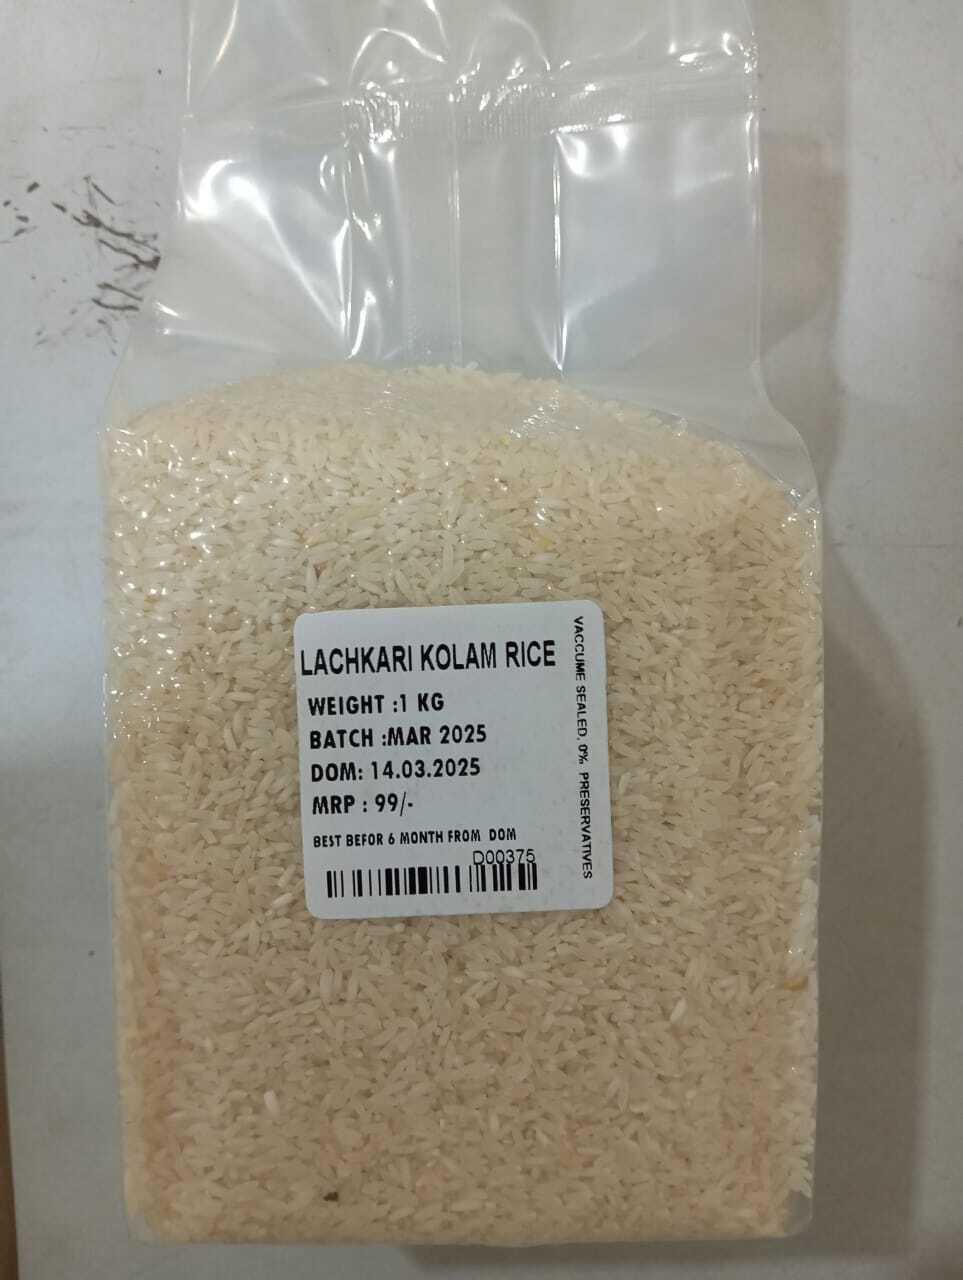 LACHKARI KOLAM RICE
WEIGHT :1 KG
BATCH :MAR 2025
DOM: 14.03.2025
MRP : 99/-
BEST BEFOR 6 MONTH FROM DOM
D00375
VACCUME SEALED, 0% PRESERVATIVES